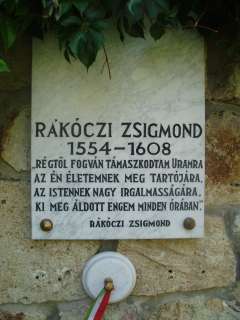 RÁKÓCZI ZSIGMOND
1554-1608
„RÉGTŐL FOGVÁN TÁMASZKODTAM URAMRA
AZ ÉN ÉLETEMNEK MEG TARTÓJÁRA,
AZ ISTENNEK NAGY IRGALMASSÁGÁRA,
KI MEG ÁLDOTT ENGEM MINDEN ÓRÁBAN."
RÁKÓCZI ZSIGMOND